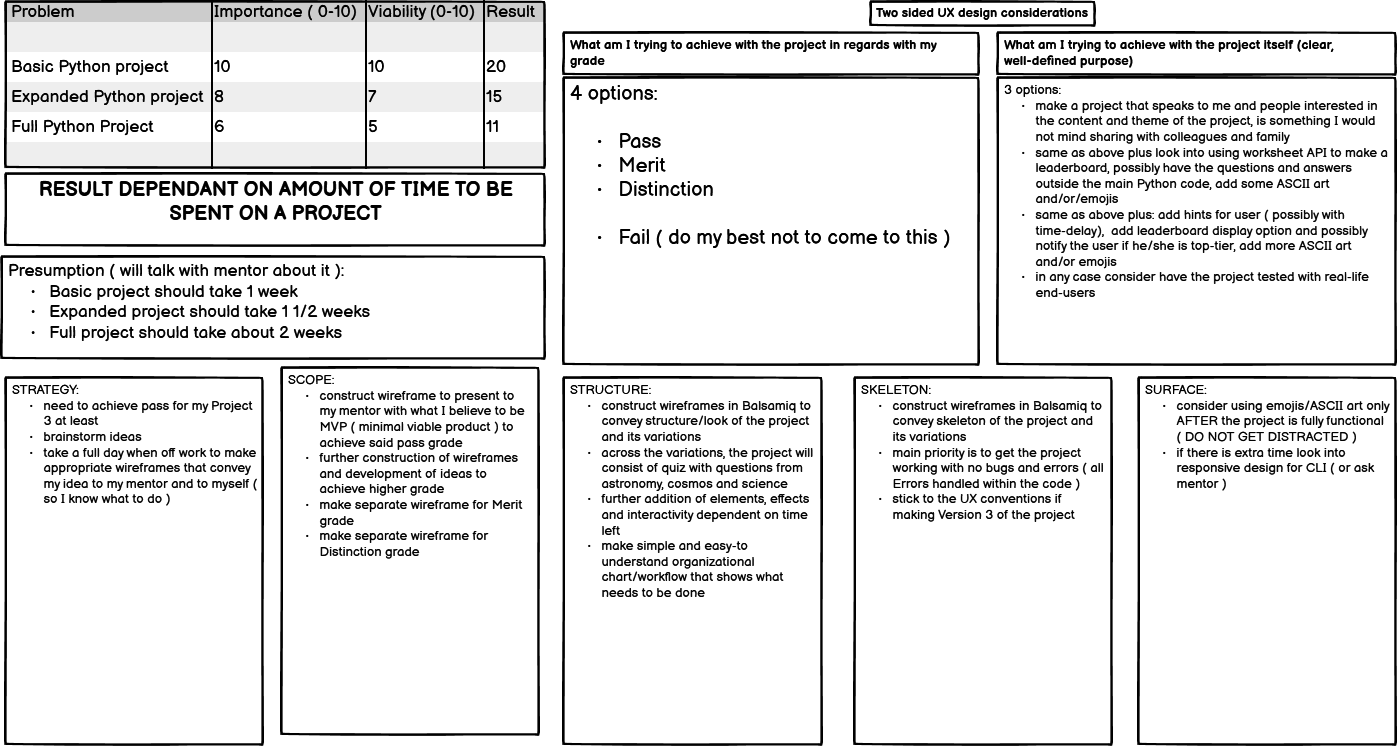 Problem Importance ( 0-10) Viability (0-10) Result
Basic Python project 10 10 20
Expanded Python project 8 7 15
Full Python Project 6 5 11
RESULT DEPENDANT ON AMOUNT OF TIME TO BE
SPENT ON A PROJECT
Presumption ( will talk with mentor about it ):
· Basic project should take 1 week
· Expanded project should take 1 1/2 weeks
· Full project should take about 2 weeks
Two sided UX design considerations
What am I trying to achieve with the project in regards with my
grade
4 options:
· Pass
· Merit
· Distinction
· Fail ( do my best not to come to this )
What am I trying to achieve with the project itself (clear,
well-defined purpose)
3 options:
· make a project that speaks to me and people interested in
the content and theme of the project, is something I would
not mind sharing with colleagues and family
· same as above plus look into using worksheet API to make a
leaderboard, possibly have the questions and answers
outside the main Python code, add some ASCII art
and/or/emojis
· same as above plus: add hints for user ( possibly with
time-delay), add leaderboard display option and possibly
notify the user if he/she is top-tier, add more ASCII art
and/or emojis
· in any case consider have the project tested with real-life
end-users
STRATEGY:
· need to achieve pass for my Project
3 at least
· brainstorm ideas
· take a full day when off work to make
appropriate wireframes that convey
my idea to my mentor and to myself (
so I know what to do )
SCOPE:
· construct wireframe to present to
my mentor with what I believe to be
MVP ( minimal viable product ) to
achieve said pass grade
· further construction of wireframes
and development of ideas to
achieve higher grade
· make separate wireframe for Merit
grade
· make separate wireframe for
Distinction grade
STRUCTURE:
· construct wireframes in Balsamiq to
convey structure/look of the project
and its variations
· across the variations, the project will
consist of quiz with questions from
astronomy, cosmos and science
· further addition of elements, effects
and interactivity dependent on time
left
· make simple and easy-to
understand organizational
chart/workflow that shows what
needs to be done
SKELETON:
· construct wireframes in Balsamiq to
convey skeleton of the project and
its variations
· main priority is to get the project
working with no bugs and errors ( all
Errors handled within the code )
· stick to the UX conventions if
making Version 3 of the project
SURFACE:
· consider using emojis/ASCII art only
AFTER the project is fully functional
( DO NOT GET DISTRACTED )
· if there is extra time look into
responsive design for CLI ( or ask
mentor )